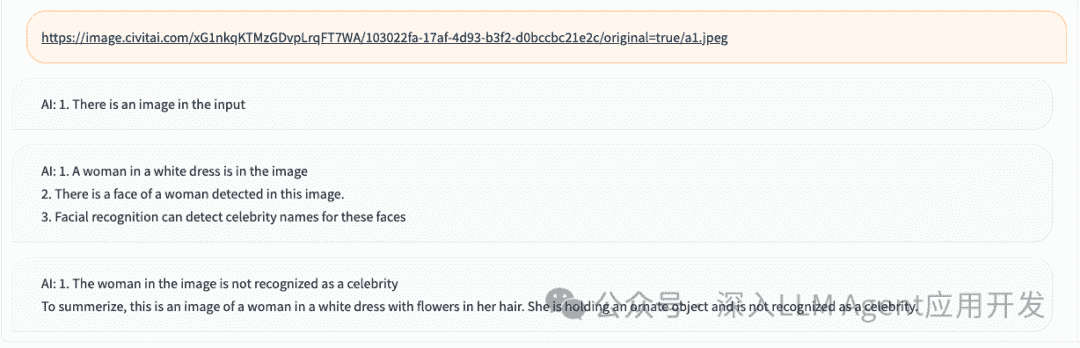 https://image.civitai.com/xG1nkqKTMzGDvpLrqFT7WA/103022fa-17af-4d93-b3f2-d0bccbc21e2c/original=true/a1.jpeg
AI: 1. There is an image in the input
AI: 1. A woman in a white dress is in the image
2. There is a face of a woman detected in this image.
3. Facial recognition can detect celebrity names for these faces
AI: 1. The woman in the image is not recognized as a celebrity
To summerize, this is an image of a woman in a white dress with flowers in her hair. She is holding an ornate object and is not recognized as a celebrity.
公众号 · 深入LLM Agent应用开发